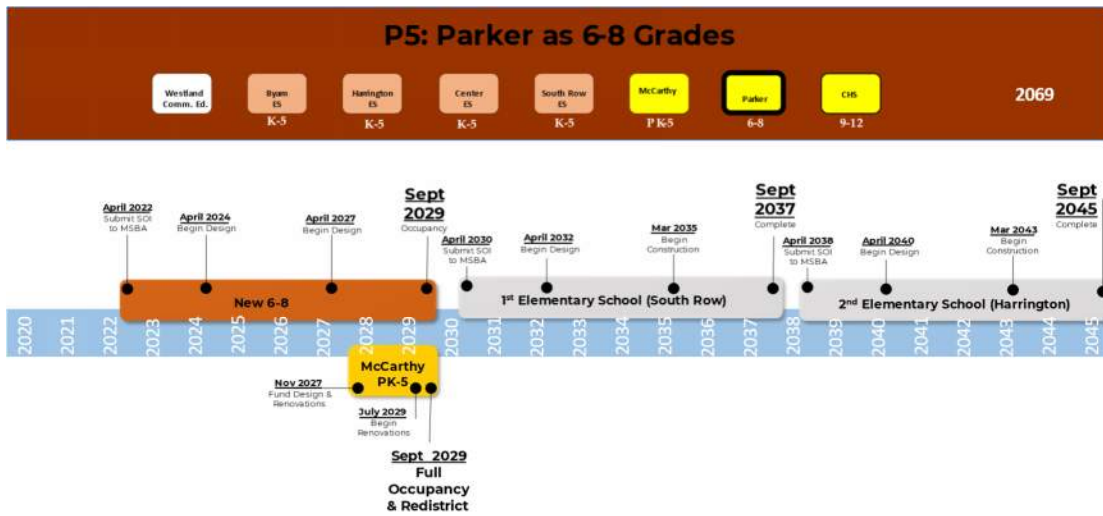 P5: Parker as 6-8 Grades
Westland
Comm. Ed.
Byam
ES
K-5
Harrington
ES
K-5
Center
ES
K-5
South Row
ES
K-5
McCarthy
PK-5
Parker
6-8
CHS
9-12
2069
April 2022
Submit SOI
to MSBA
April 2024
Begin Design
April 2027
Begin Design
Sept
2029
Occupancy
April 2030
Submit SOI
to MSBA
April 2032
Begin Design
Mar 2035
Begin
Construction
Sept
2037
Complete
April 2038
Submit SOI
to MSBA
April 2040
Begin Design
Mar 2043
Begin
Construction
Sept
2045
Complete
New 6-8
1st Elementary School (South Row)
2nd Elementary School (Harrington)
2020
2021
2022
2023
2024
2025
2026
2027
2028
2029
2030
2031
2032
2033
2034
2035
2036
2037
2038
2039
2040
2041
2042
2043
2044
2045
McCarthy
PK-5
Nov 2027
Fund Design &
Renovations
July 2029
Begin
Renovations
Sept 2029
Full
Occupancy
& Redistrict